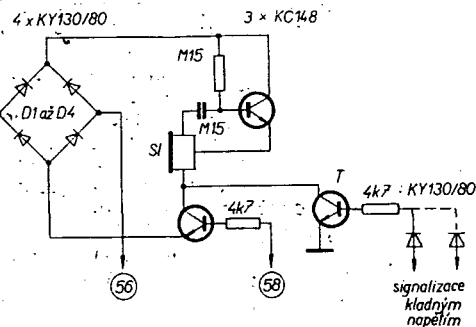 4 x KY130/80
3 × KC148
M15
D1 až D4
M15
Sl
T
4k7
4k7
KY130/80
56
58
signalizace
kladným
napětím